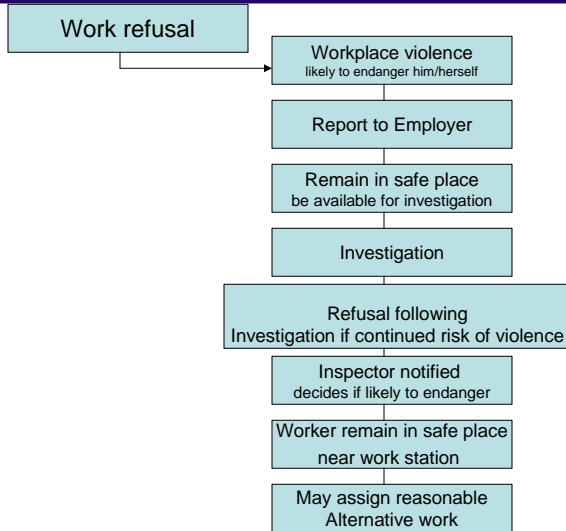 Work refusal
Workplace violence
likely to endanger him/herself
Report to Employer
Remain in safe place
be available for investigation
Investigation
Refusal following
Investigation if continued risk of violence
Inspector notified
decides if likely to endanger
Worker remain in safe place
near work station
May assign reasonable
Alternative work